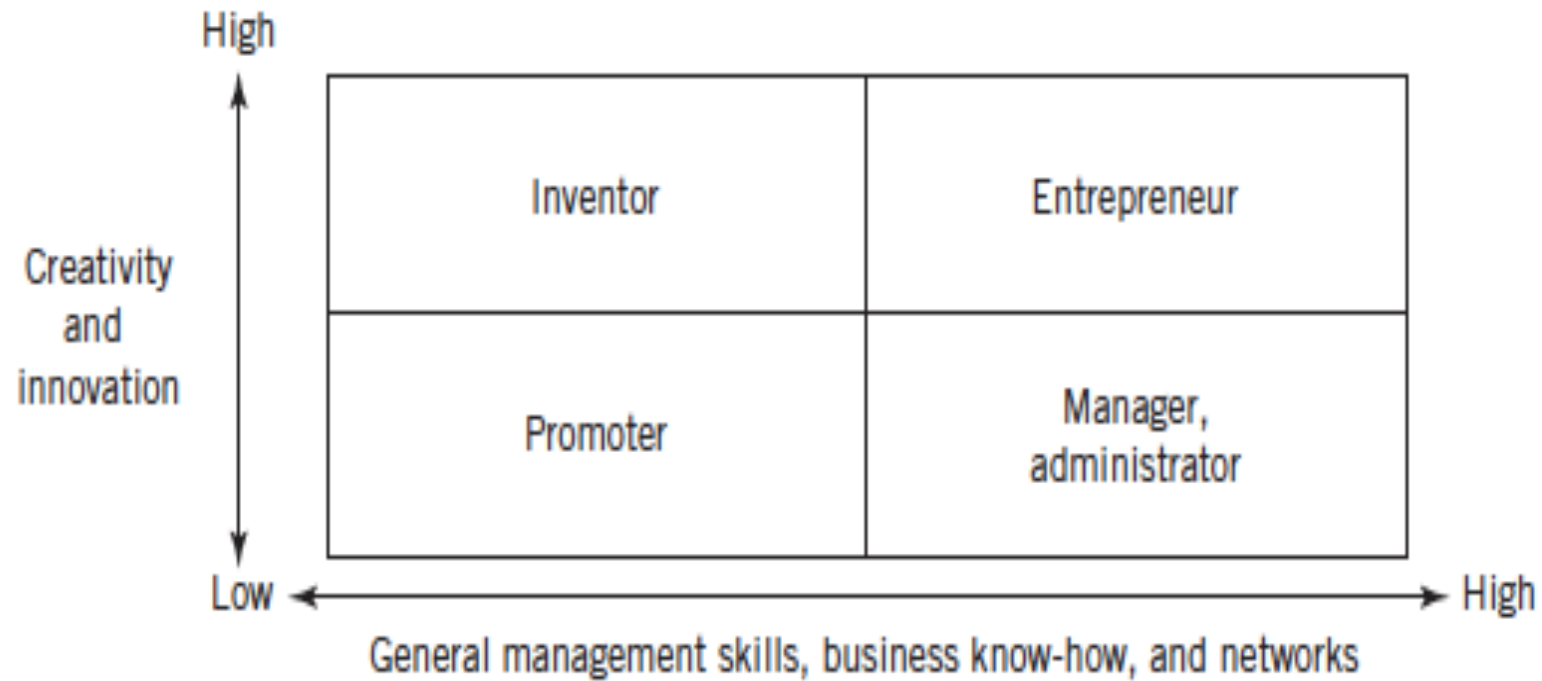 High
Inventor
Entrepreneur
Creativity
and
innovation
Promoter
Manager,
administrator
Low
High
General management skills, business know-how, and networks